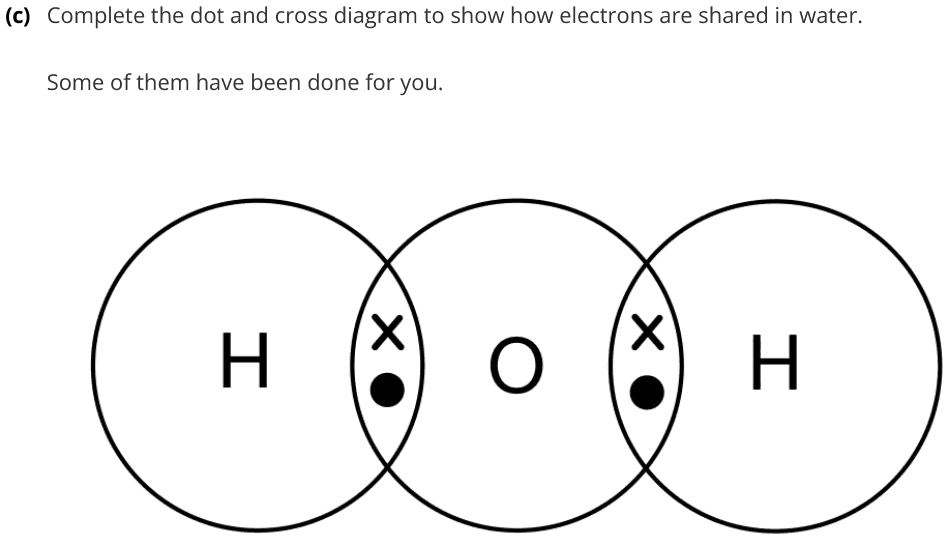 (c) Complete the dot and cross diagram to show how electrons are shared in water.
Some of them have been done for you.
H O H